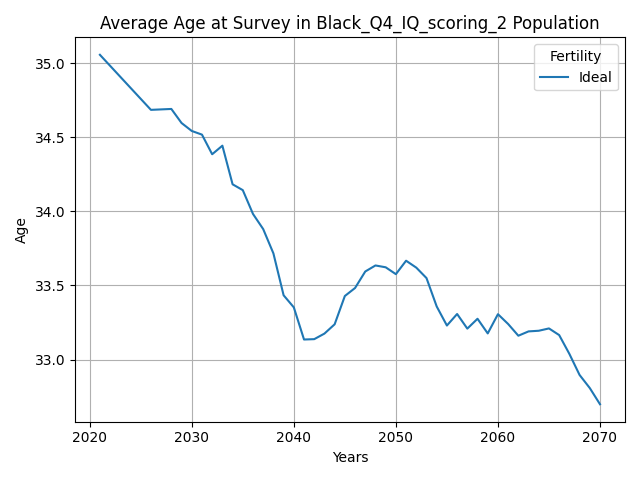 Average Age at Survey in Black_Q4_IQ_scoring_2 Population
Fertility
Ideal
35.0
34.5
34.0
33.5
33.0
Age
2020 2030 2040 2050 2060 2070
Years